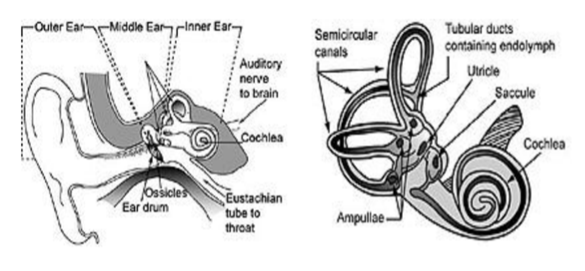 Outer Ear
Middle Ear
Inner Ear
Auditory
nerve
to brain
Cochlea
Ossicles
Ear drum
Eustachian
tube to
throat
Semicircular
canals
Tubular ducts
containing endolymph
Utricle
Saccule
Cochlea
Ampullae